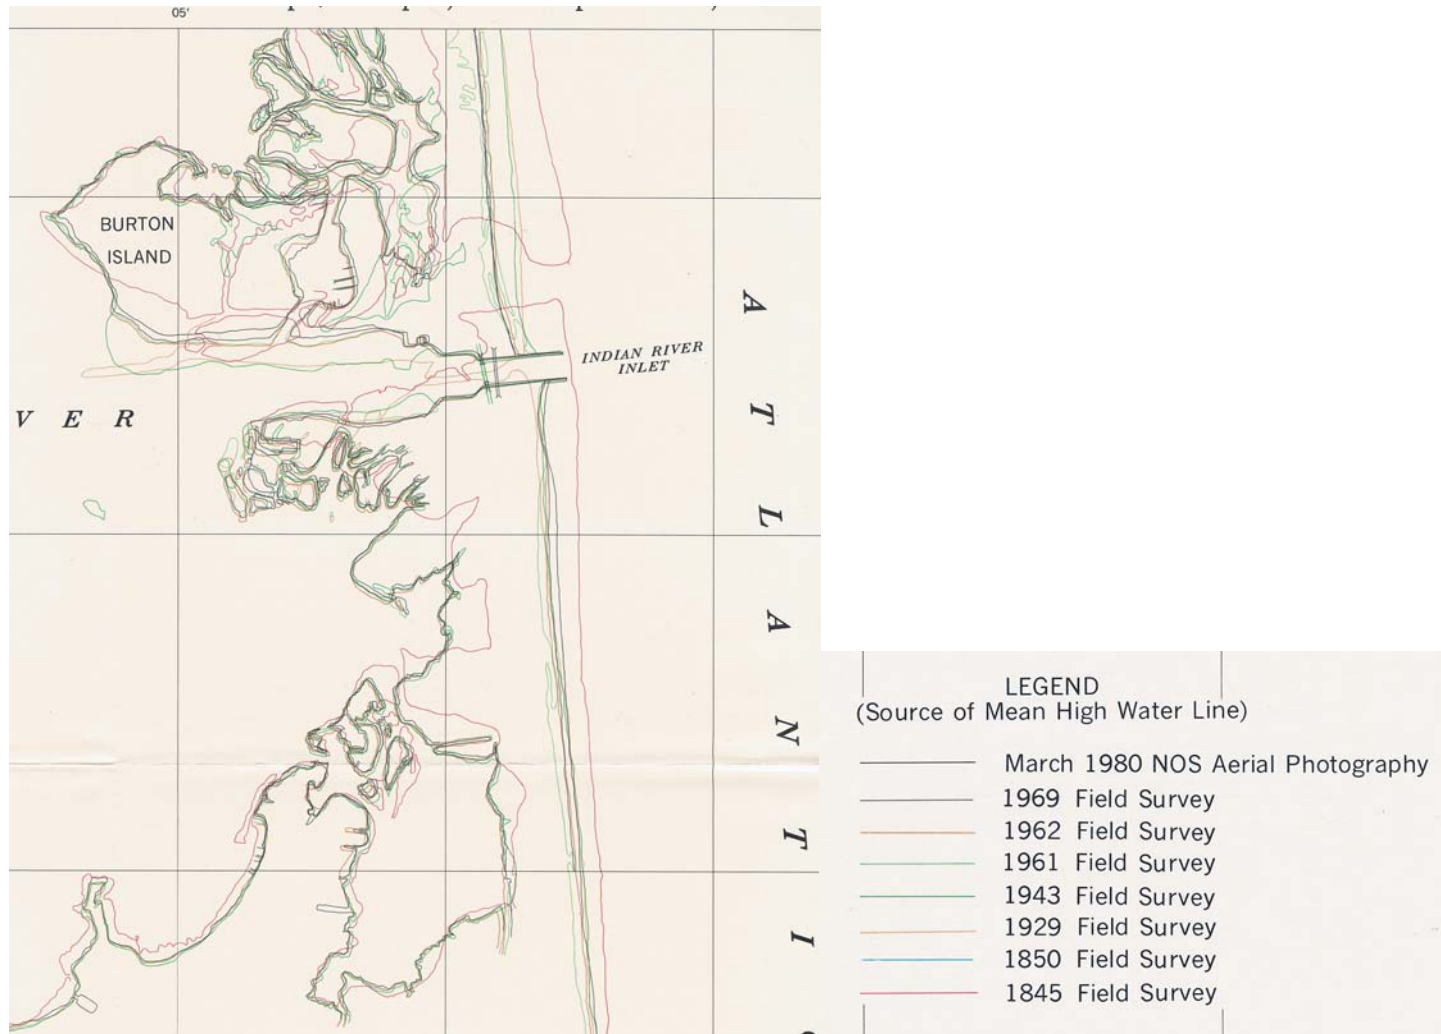 05'
BURTON
ISLAND
INDIAN RIVER
INLET
V E R
A T L A N T I
LEGEND
(Source of Mean High Water Line)
March 1980 NOS Aerial Photography
1969 Field Survey
1962 Field Survey
1961 Field Survey
1943 Field Survey
1929 Field Survey
1850 Field Survey
1845 Field Survey